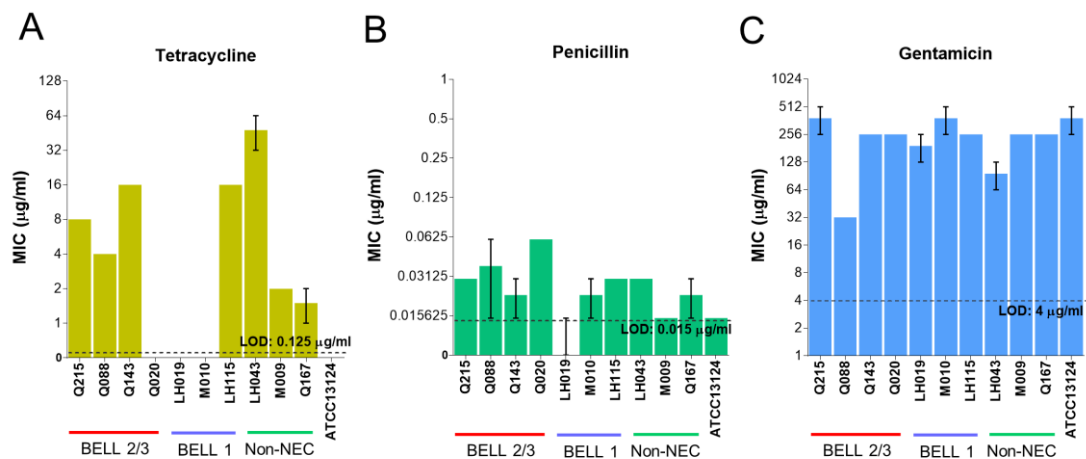 A
Tetracycline
MIC (µg/ml)
128
64
32
16
8
4
2
1
0
LOD: 0.125 µg/ml
Q215
Q088
Q143
Q020
LH019
M010
LH115
LH043
M009
Q167
ATCC13124
BELL 2/3
BELL 1
Non-NEC
B
Penicillin
MIC (µg/ml)
1
0.5
0.25
0.125
0.0625
0.03125
0.015625
0
LOD: 0.015 µg/ml
Q215
Q088
Q143
Q020
LH019
M010
LH115
LH043
M009
Q167
ATCC13124
BELL 2/3
BELL 1
Non-NEC
C
Gentamicin
MIC (µg/ml)
1024
512
256
128
64
32
16
8
4
2
1
LOD: 4 µg/ml
Q215
Q088
Q143
Q020
LH019
M010
LH115
LH043
M009
Q167
ATCC13124
BELL 2/3
BELL 1
Non-NEC